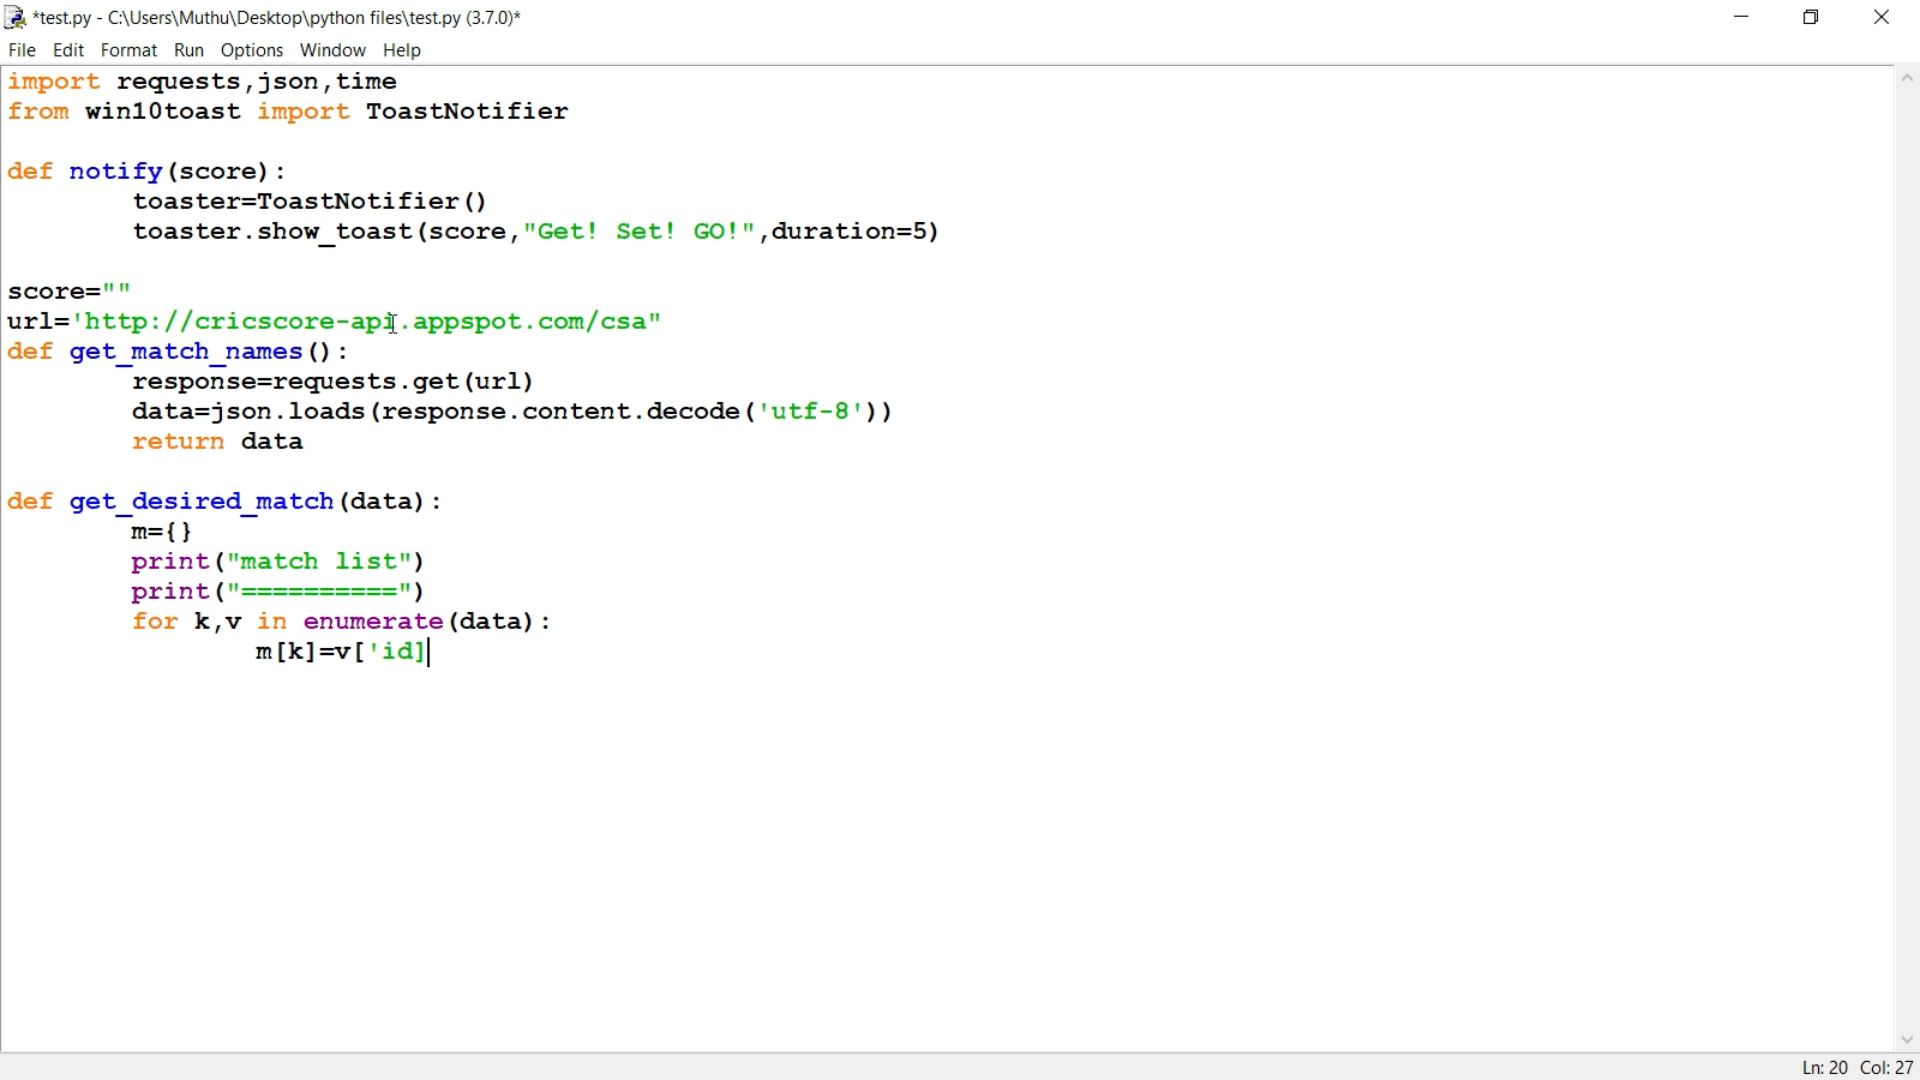 *test.py - C:\Users\Muthu\Desktop\python files\test.py (3.7.0)*
File Edit Format Run Options Window Help
import requests,json,time
from win10toast import ToastNotifier
def notify(score):
toaster=ToastNotifier()
toaster.show_toast(score,"Get! Set! GO!",duration=5)
score=""
url='http://cricscore-api.appspot.com/csa"
def get_match_names():
response=requests.get(url)
data=json.loads(response.content.decode('utf-8'))
return data
def get_desired_match(data):
m={}
print("match list")
print("==========")
for k,v in enumerate(data):
m[k]=v['id]
Ln: 20 Col: 27